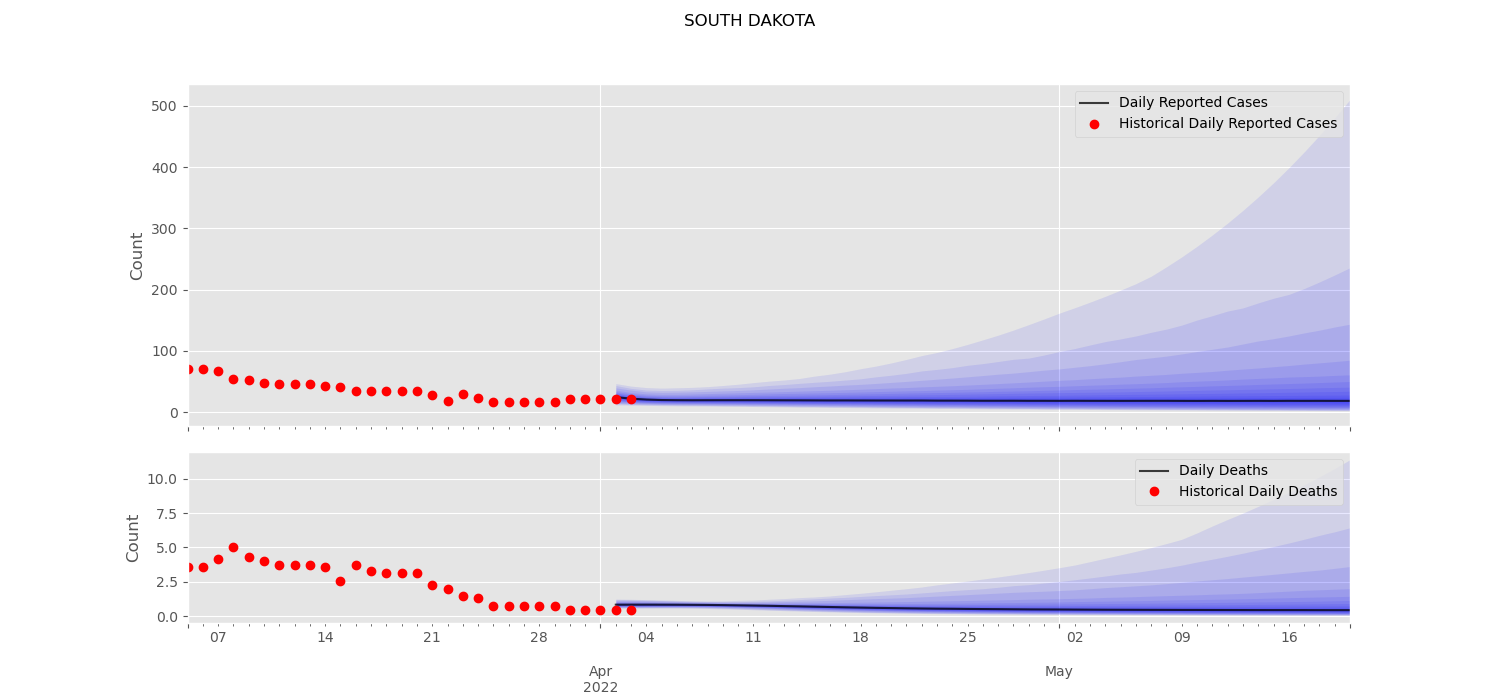 SOUTH DAKOTA
500
400
300
200
100
0
Count
Daily Reported Cases
Historical Daily Reported Cases
10.0
7.5
5.0
2.5
0.0
Count
Daily Deaths
Historical Daily Deaths
07 14 21 28 04 11 18 25 02 09 16
Apr May
2022